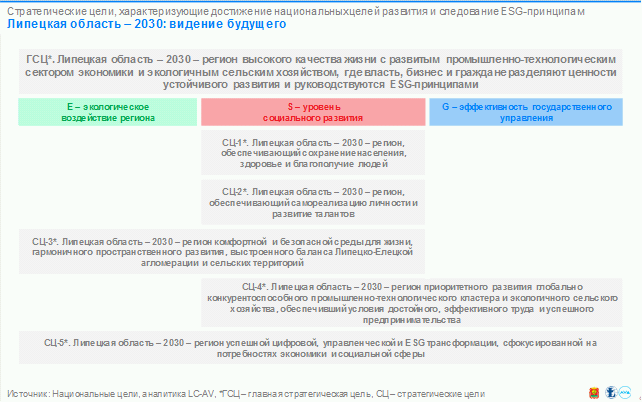 Стратегические цели, характеризующие достижение национальных целей развития и следование ESG-принципам
Липецкая область – 2030: видение будущего
ГСЦ*. Липецкая область – 2030 – регион высокого качества жизни с развитым промышленно-технологическим
сектором экономики и экологичным сельским хозяйством, где власть, бизнес и граждане разделяют ценности
устойчивого развития и руководствуются ESG-принципами
E – экологическое
воздействие региона
S – уровень
социального развития
G – эффективность государственного
управления
СЦ-1*. Липецкая область – 2030 – регион,
обеспечивающий сохранение населения,
здоровье и благополучие людей
СЦ-2*. Липецкая область – 2030 – регион,
обеспечивающий самореализацию личности и
развитие талантов
СЦ-3*. Липецкая область – 2030 – регион комфортной и безопасной среды для жизни,
гармоничного пространственного развития, выстроенного баланса Липецко-Елецкой
агломерации и сельских территорий
СЦ-4*. Липецкая область – 2030 – регион приоритетного развития глобально
конкурентоспособного промышленно-технологического кластера и экологичного сельского
хозяйства, обеспечивший условия достойного, эффективного труда и успешного
предпринимательства
СЦ-5*. Липецкая область – 2030 – регион успешной цифровой, управленческой и ESG трансформации, сфокусированной на
потребностях экономики и социальной сферы
Источник: Национальные цели, аналитика LC-AV, *ГСЦ – главная стратегическая цель, СЦ – стратегические цели